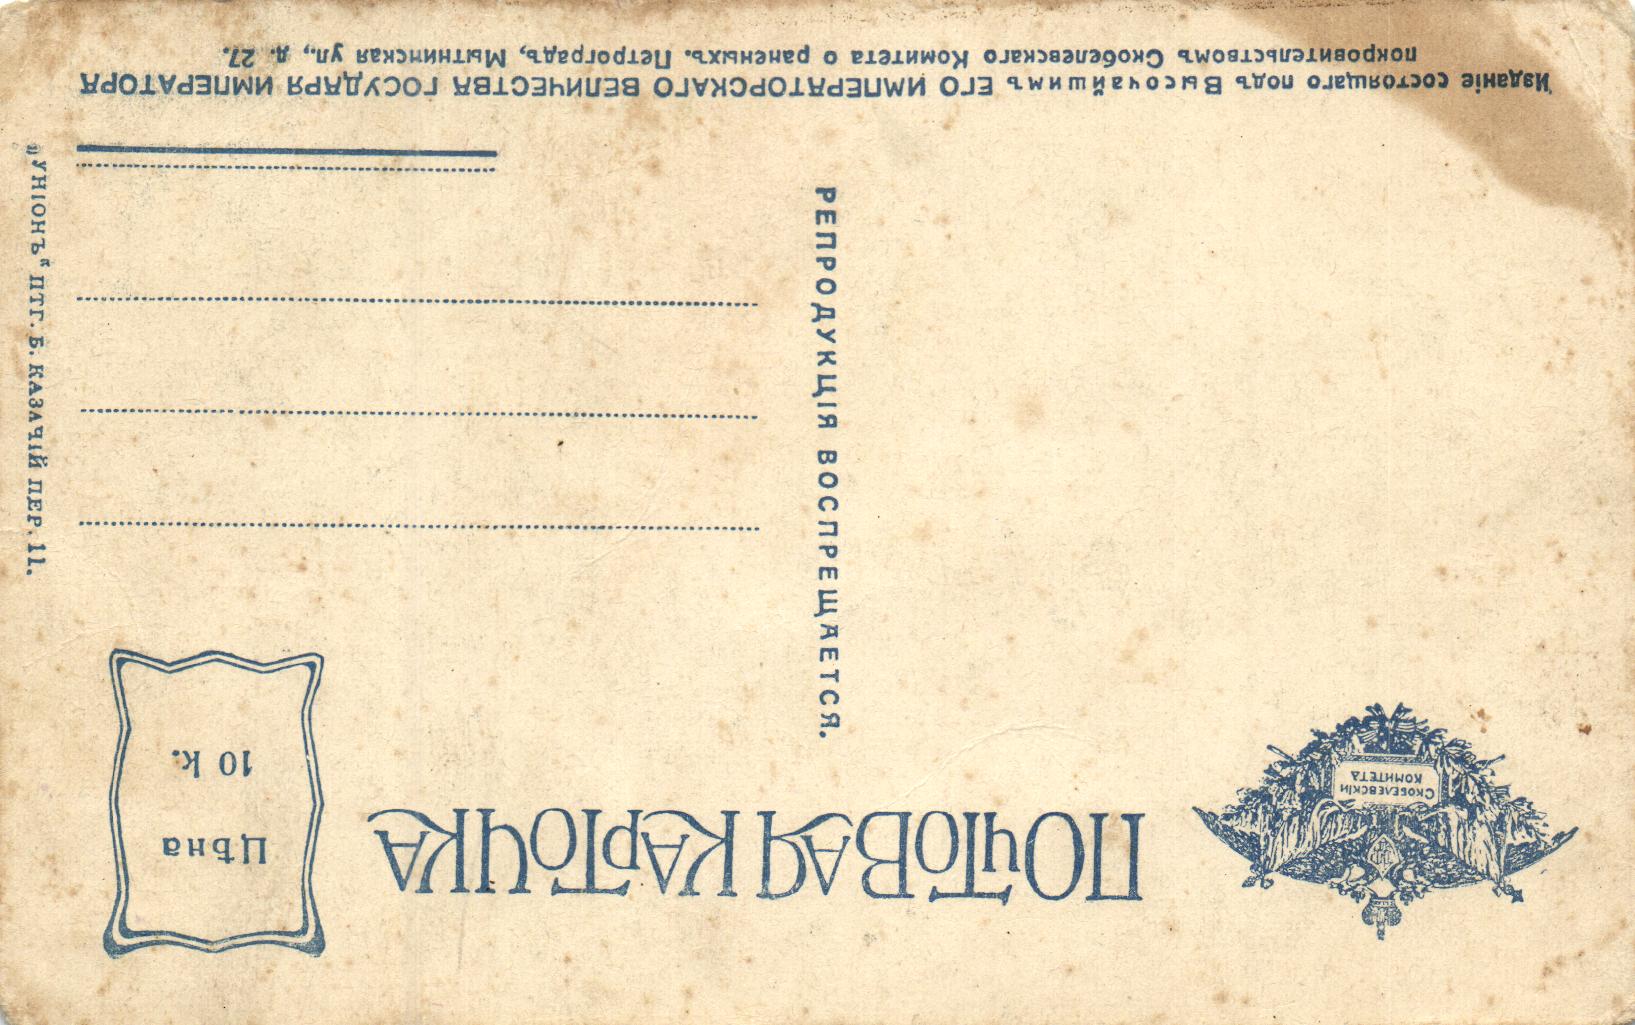 ПОЧТОВАЯ КАРТОЧКА
СКОБЕЛЕВСКІЙ
КОМИТЕТЪ
Цѣна
10 к.
РЕПРОДУКЦІЯ ВОСПРЕЩАЕТСЯ.
„УНІОНЪ“ ПТГ. Б. КАЗАЧІЙ ПЕР. 11.
Изданіе состоящаго подъ Высочайшимъ ЕГО ИМПЕРАТОРСКАГО ВЕЛИЧЕСТВА ГОСУДАРЯ ИМПЕРАТОРА
покровительствомъ Скобелевскаго Комитета о раненыхъ. Петроградъ, Мытнинская ул., д. 27.